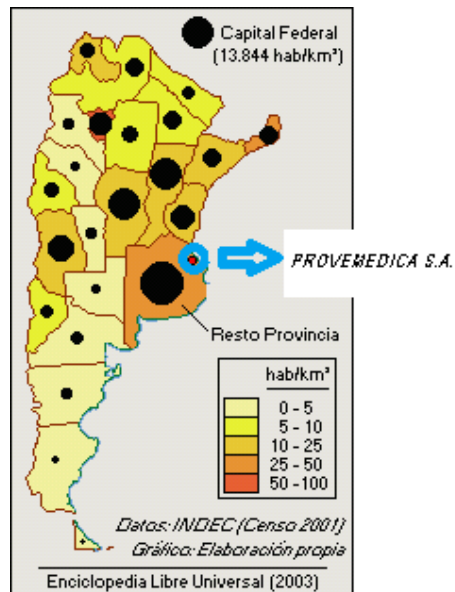 Capital Federal
(13.844 hab/km²)
PROVEMEDICA S.A.
Resto Provincia
hab/km²
0 - 5
5 - 10
10 - 25
25 - 50
50 - 100
Datos: INDEC (Censo 2001)
Gráfico: Elaboración propia
Enciclopedia Libre Universal (2003)